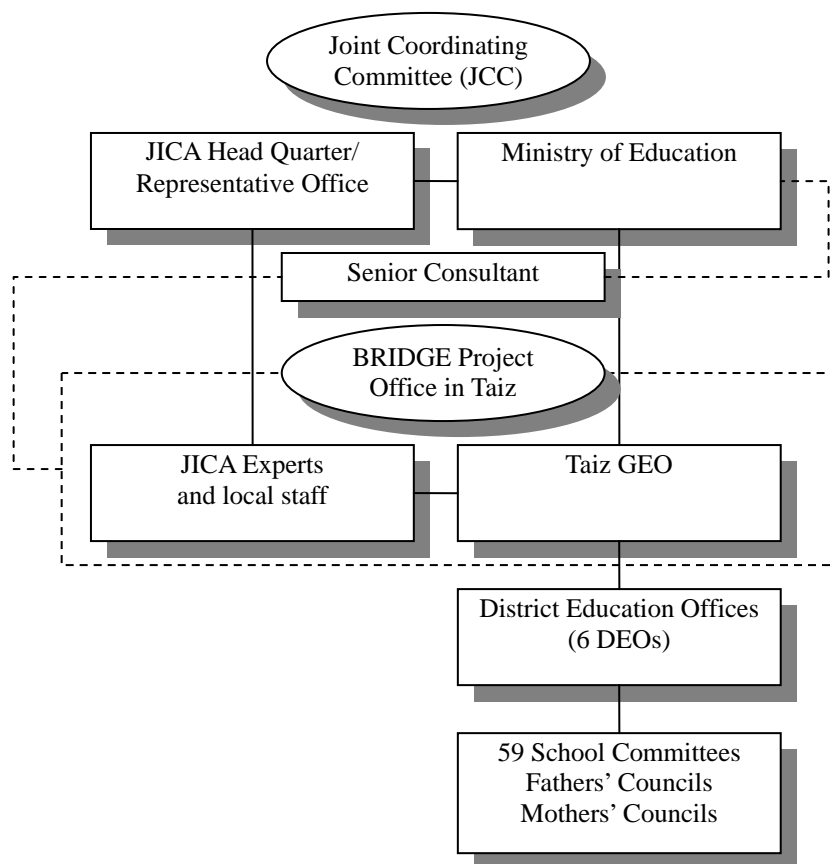 Joint Coordinating
Committee (JCC)
JICA Head Quarter/
Representative Office
Ministry of Education
Senior Consultant
BRIDGE Project
Office in Taiz
JICA Experts
and local staff
Taiz GEO
District Education Offices
(6 DEOs)
59 School Committees
Fathers’ Councils
Mothers’ Councils